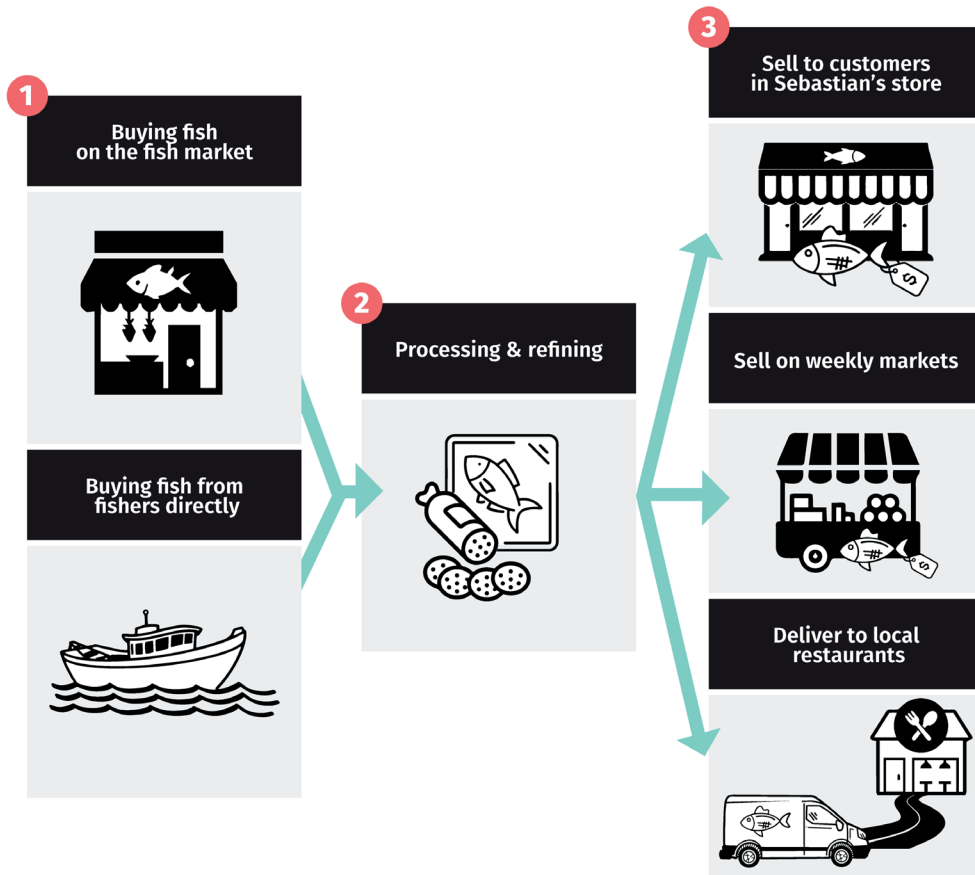 1
Buying fish
on the fish market
Buying fish from
fishers directly
2
Processing & refining
3
Sell to customers
in Sebastian's store
$
Sell on weekly markets
$
Deliver to local
restaurants